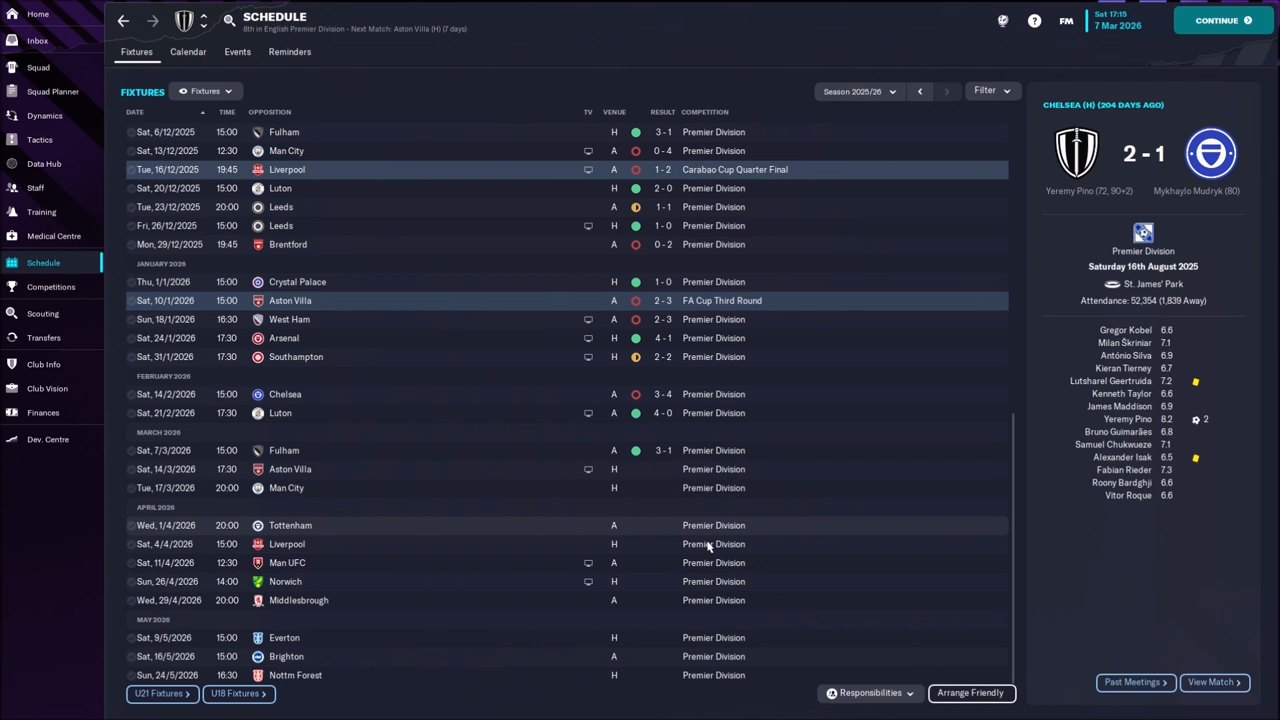 Home
Inbox
Squad
Squad Planner
Dynamics
Tactics
Data Hub
Staff
Training
Medical Centre
Schedule
Competitions
Scouting
Transfers
Club Info
Club Vision
Finances
Dev. Centre
SCHEDULE
8th in English Premier Division - Next Match: Aston Villa (H) (7 days)
? FM Sat 17:15
7 Mar 2026
CONTINUE
Fixtures Calendar Events Reminders
FIXTURES Fixtures Season 2025/26 Filter
DATE TIME OPPOSITION TV VENUE RESULT COMPETITION
Sat, 6/12/2025 15:00 Fulham H 3 - 1 Premier Division
Sat, 13/12/2025 12:30 Man City A 0 - 4 Premier Division
Tue, 16/12/2025 19:45 Liverpool A 1 - 2 Carabao Cup Quarter Final
Sat, 20/12/2025 15:00 Luton H 2 - 0 Premier Division
Tue, 23/12/2025 20:00 Leeds A 1 - 1 Premier Division
Fri, 26/12/2025 15:00 Leeds H 1 - 0 Premier Division
Mon, 29/12/2025 19:45 Brentford A 0 - 2 Premier Division
JANUARY 2026
Thu, 1/1/2026 15:00 Crystal Palace H 1 - 0 Premier Division
Sat, 10/1/2026 15:00 Aston Villa A 2 - 3 FA Cup Third Round
Sun, 18/1/2026 16:30 West Ham A 2 - 3 Premier Division
Sat, 24/1/2026 17:30 Arsenal H 4 - 1 Premier Division
Sat, 31/1/2026 17:30 Southampton H 2 - 2 Premier Division
FEBRUARY 2026
Sat, 14/2/2026 15:00 Chelsea A 3 - 4 Premier Division
Sat, 21/2/2026 17:30 Luton A 4 - 0 Premier Division
MARCH 2026
Sat, 7/3/2026 15:00 Fulham A 3 - 1 Premier Division
Sat, 14/3/2026 17:30 Aston Villa H Premier Division
Tue, 17/3/2026 20:00 Man City H Premier Division
APRIL 2026
Wed, 1/4/2026 20:00 Tottenham A Premier Division
Sat, 4/4/2026 15:00 Liverpool H Premier Division
Sat, 11/4/2026 12:30 Man UFC A Premier Division
Sun, 26/4/2026 14:00 Norwich H Premier Division
Wed, 29/4/2026 20:00 Middlesbrough A Premier Division
MAY 2026
Sat, 9/5/2026 15:00 Everton H Premier Division
Sat, 16/5/2026 15:00 Brighton A Premier Division
Sun, 24/5/2026 16:30 Nottm Forest H Premier Division
U21 Fixtures > U18 Fixtures > Responsibilities Arrange Friendly
CHELSEA (H) (204 DAYS AGO)
2 - 1
Yeremy Pino (72, 90+2) Mykhaylo Mudryk (80)
Premier Division
Saturday 16th August 2025
St. James' Park
Attendance: 52,354 (1,839 Away)
Gregor Kobel 6.6
Milan Škriniar 7.1
António Silva 6.9
Kieran Tierney 6.7
Lutsharel Geertruida 7.2
Kenneth Taylor 6.6
James Maddison 6.9
Yeremy Pino 8.2 2
Bruno Guimarães 6.8
Samuel Chukwueze 7.1
Alexander Isak 6.5
Fabian Rieder 7.3
Roony Bardghji 6.6
Vitor Roque 6.6
Past Meetings > View Match >